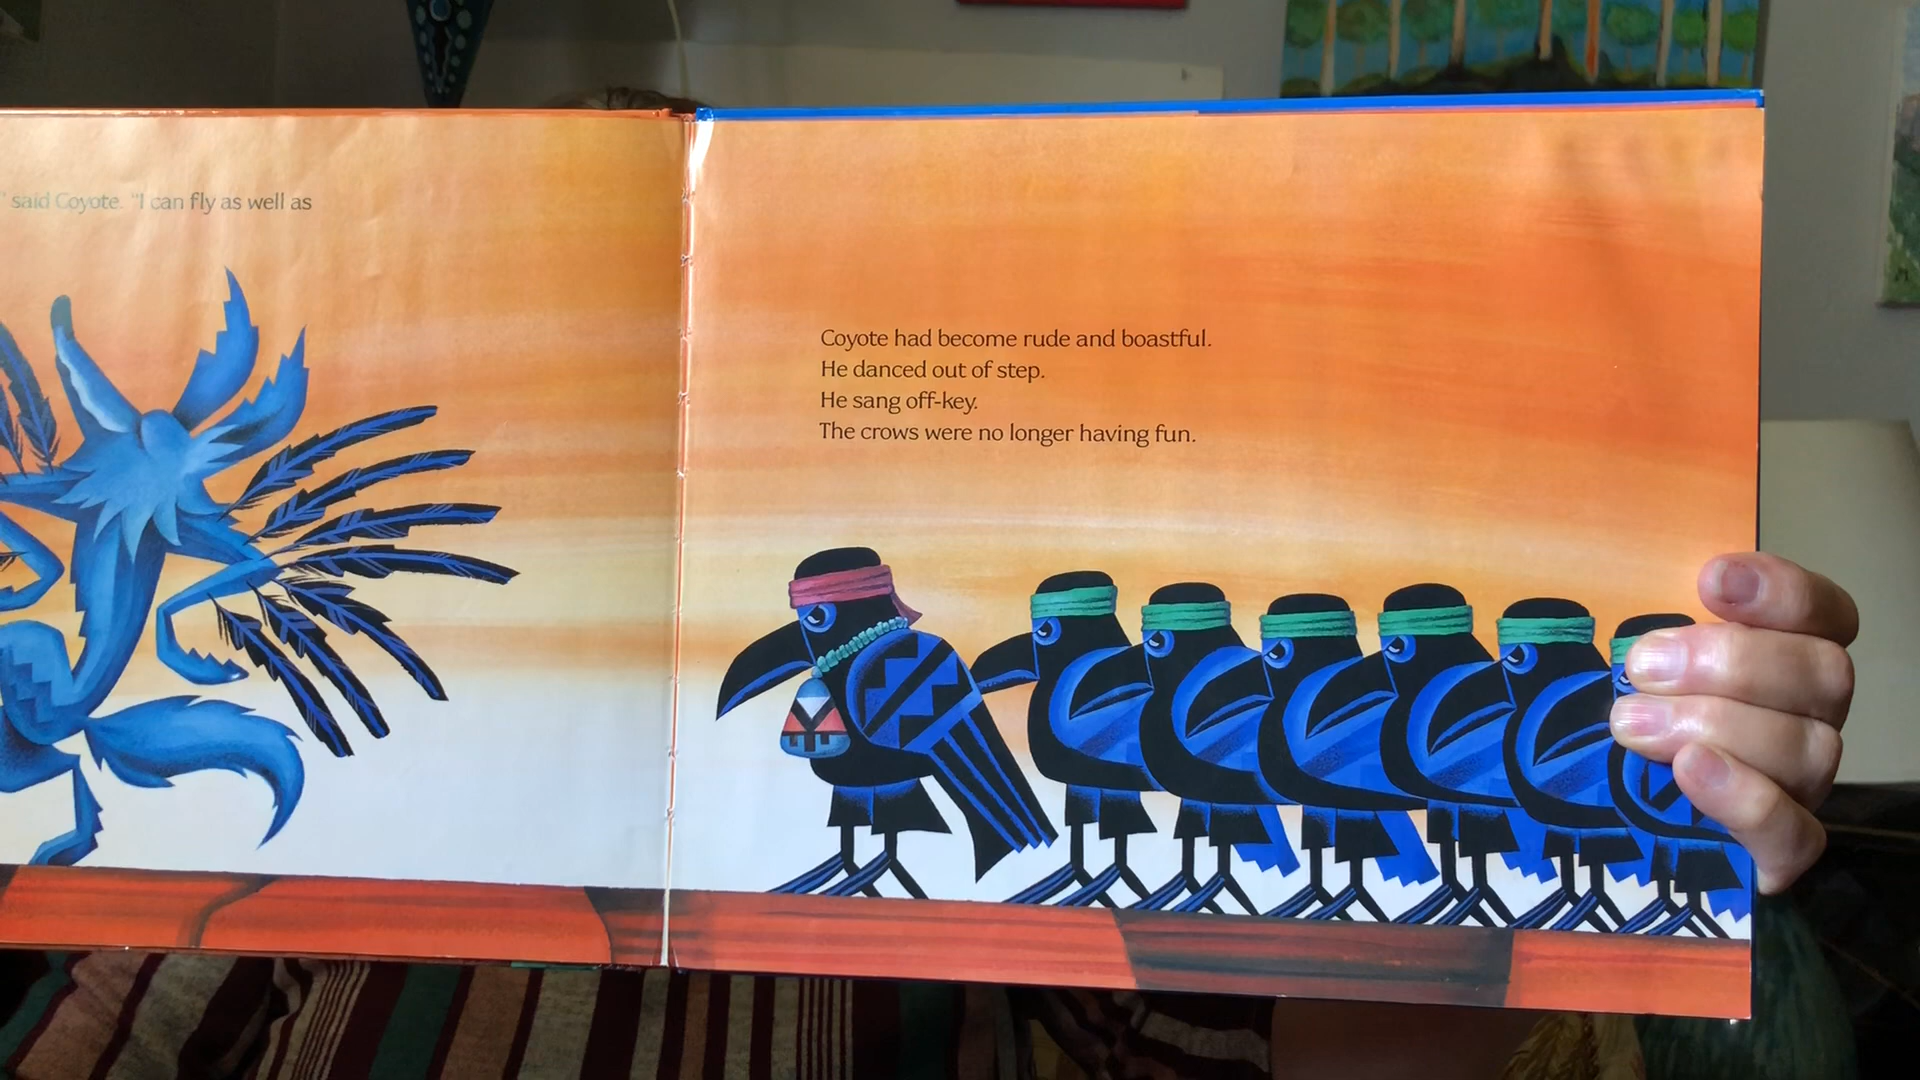 " said Coyote. "I can fly as well as
Coyote had become rude and boastful.
He danced out of step.
He sang off-key.
The crows were no longer having fun.